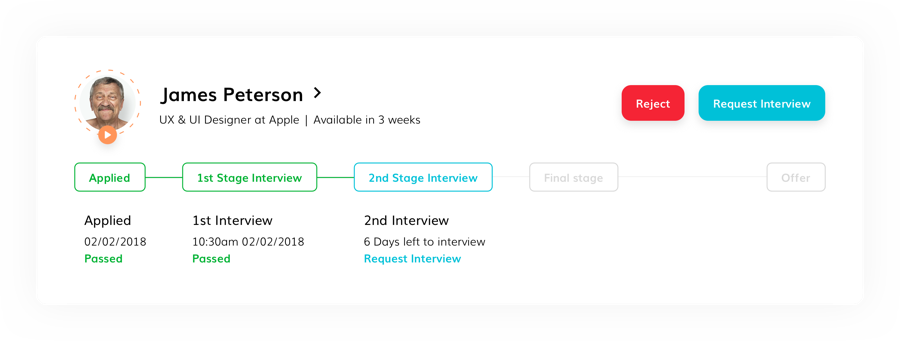 James Peterson
UX & UI Designer at Apple | Available in 3 weeks
Reject
Request Interview
Applied
1st Stage Interview
2nd Stage Interview
Final stage
Offer
Applied
02/02/2018
Passed
1st Interview
10:30am 02/02/2018
Passed
2nd Interview
6 Days left to interview
Request Interview